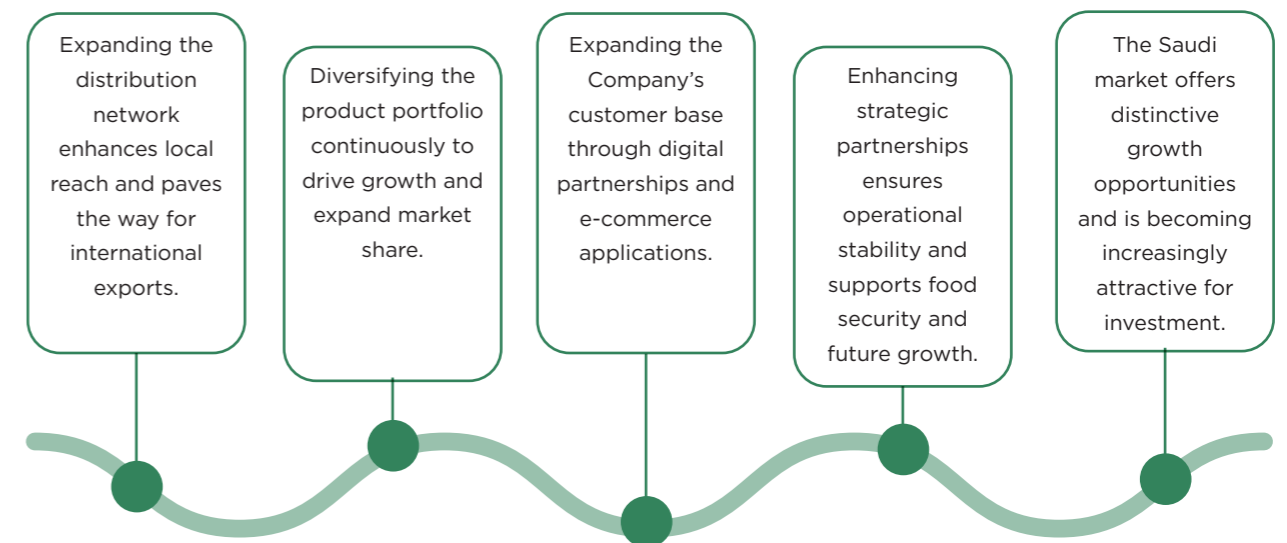 Expanding the
distribution
network
enhances local
reach and paves
the way for
international
exports.
Diversifying the
product portfolio
continuously to
drive growth and
expand market
share.
Expanding the
Company’s
customer base
through digital
partnerships and
e-commerce
applications.
Enhancing
strategic
partnerships
ensures
operational
stability and
supports food
security and
future growth.
The Saudi
market offers
distinctive
growth
opportunities
and is becoming
increasingly
attractive for
investment.